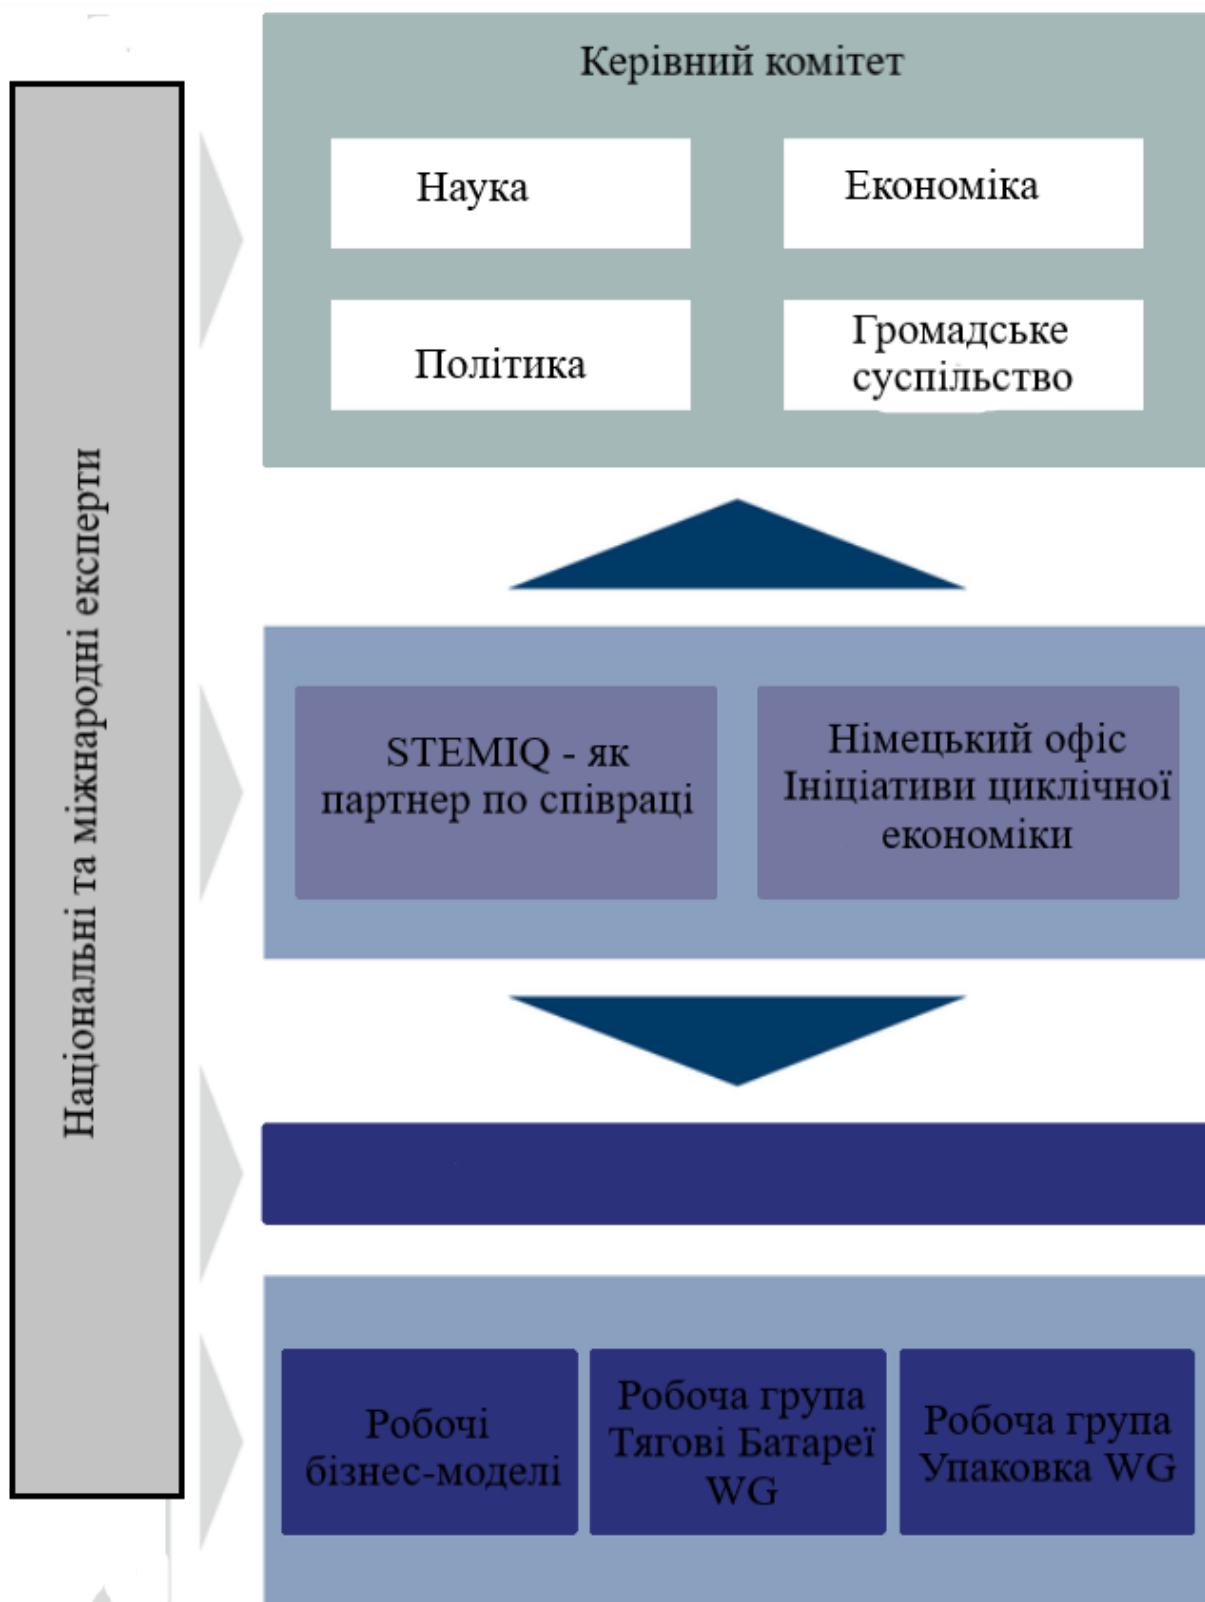 Керівний комітет
Наука
Економіка
Політика
Громадське
суспільство
Національні та міжнародні експерти
STEMIQ - як
партнер по співраці
Німецький офіс
Ініціативи циклічної
економіки
Робочі
бізнес-моделі
Робоча група
Тягові Батареї
WG
Робоча група
Упаковка WG